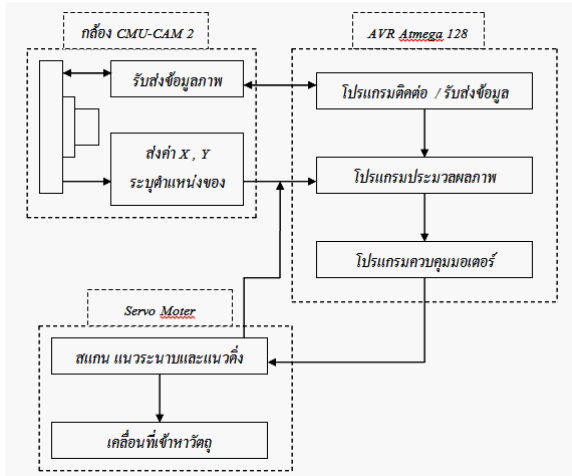 กล้อง CMU-CAM 2
AVR Atmega 128
รับส่งข้อมูลภาพ
โปรแกรมติดต่อ / รับส่งข้อมูล
ส่งค่า X , Y
ระบุตำแหน่งของ
โปรแกรมประมวลผลภาพ
โปรแกรมควบคุมมอเตอร์
Servo Moter
สแกน แนวระนาบและแนวดิ่ง
เคลื่อนที่เข้าหาวัตถุ